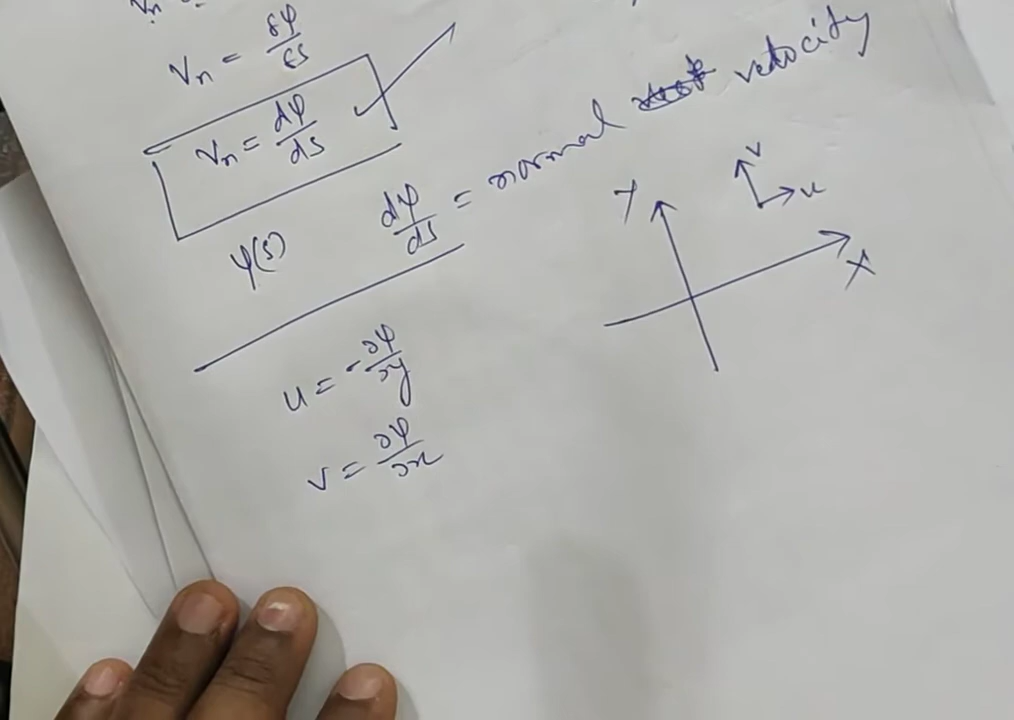 Vn = δψ/δs
Vn = dψ/ds
ψ(s)
dψ/ds = normal velocity
Y
v
u
X
u = -∂ψ/∂y
v = ∂ψ/∂x